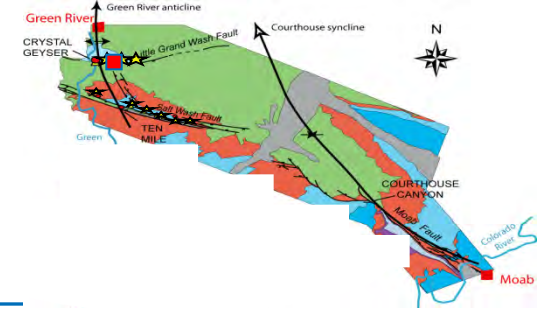 Green River anticline
Green River
Courthouse syncline
N
CRYSTAL
GEYSER
Little Grand Wash Fault
Salt Wash Fault
Green
TEN
MILE
COURTHOUSE
CANYON
Moab Fault
Colorado
River
Moab